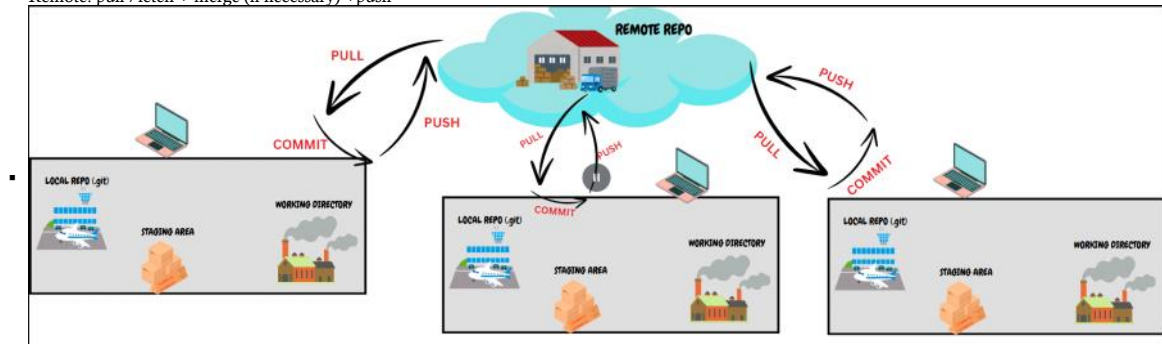 Remote: pull / fetch + merge (if necessary) +push
REMOTE REPO
PULL
PUSH
COMMIT
LOCAL REPO (.git)
STAGING AREA
WORKING DIRECTORY
PULL
PUSH
COMMIT
LOCAL REPO (.git)
STAGING AREA
WORKING DIRECTORY
PUSH
PULL
COMMIT
LOCAL REPO (.git)
STAGING AREA
WORKING DIRECTORY